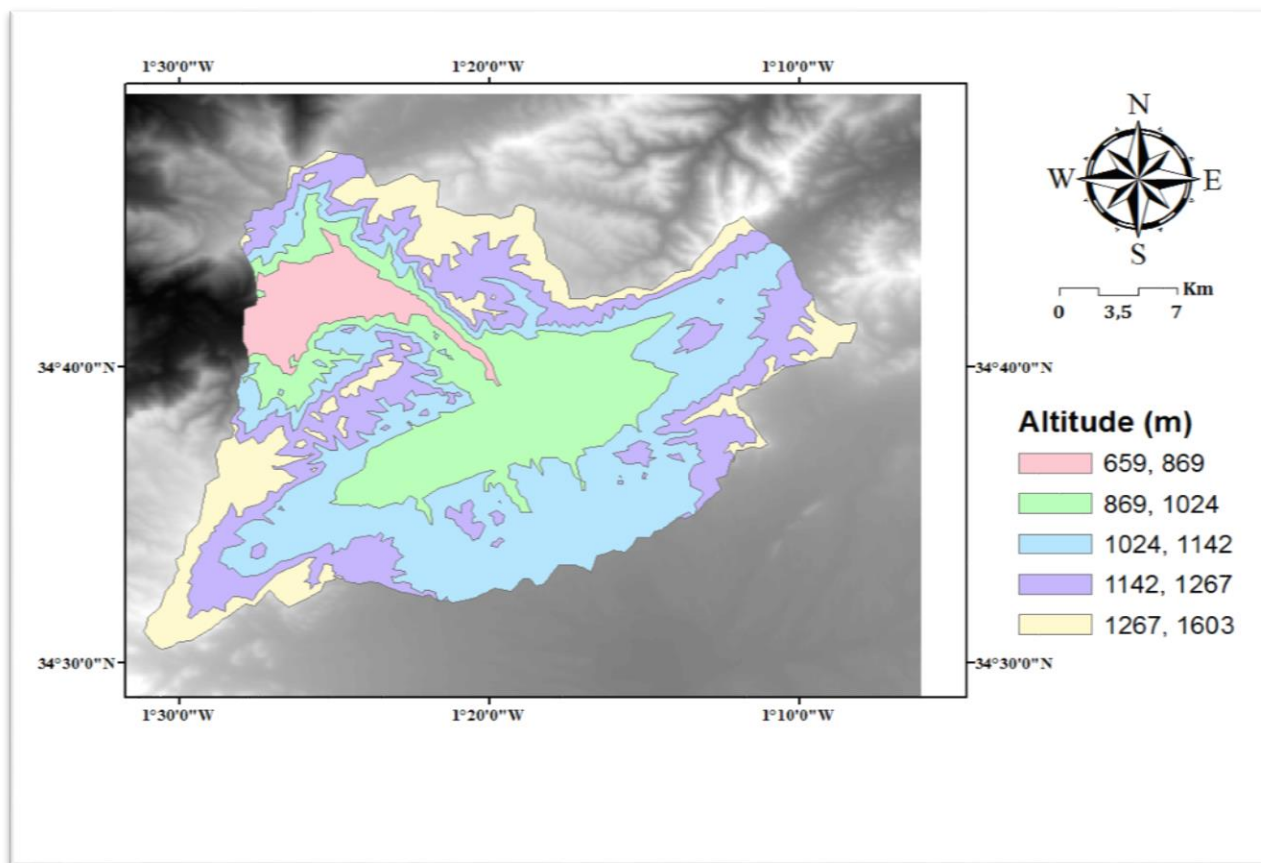 1°30'0"W 1°20'0"W 1°10'0"W
N
W E
S
Km
0 3,5 7
34°40'0"N 34°40'0"N
Altitude (m)
659, 869
869, 1024
1024, 1142
1142, 1267
1267, 1603
34°30'0"N 34°30'0"N
1°30'0"W 1°20'0"W 1°10'0"W